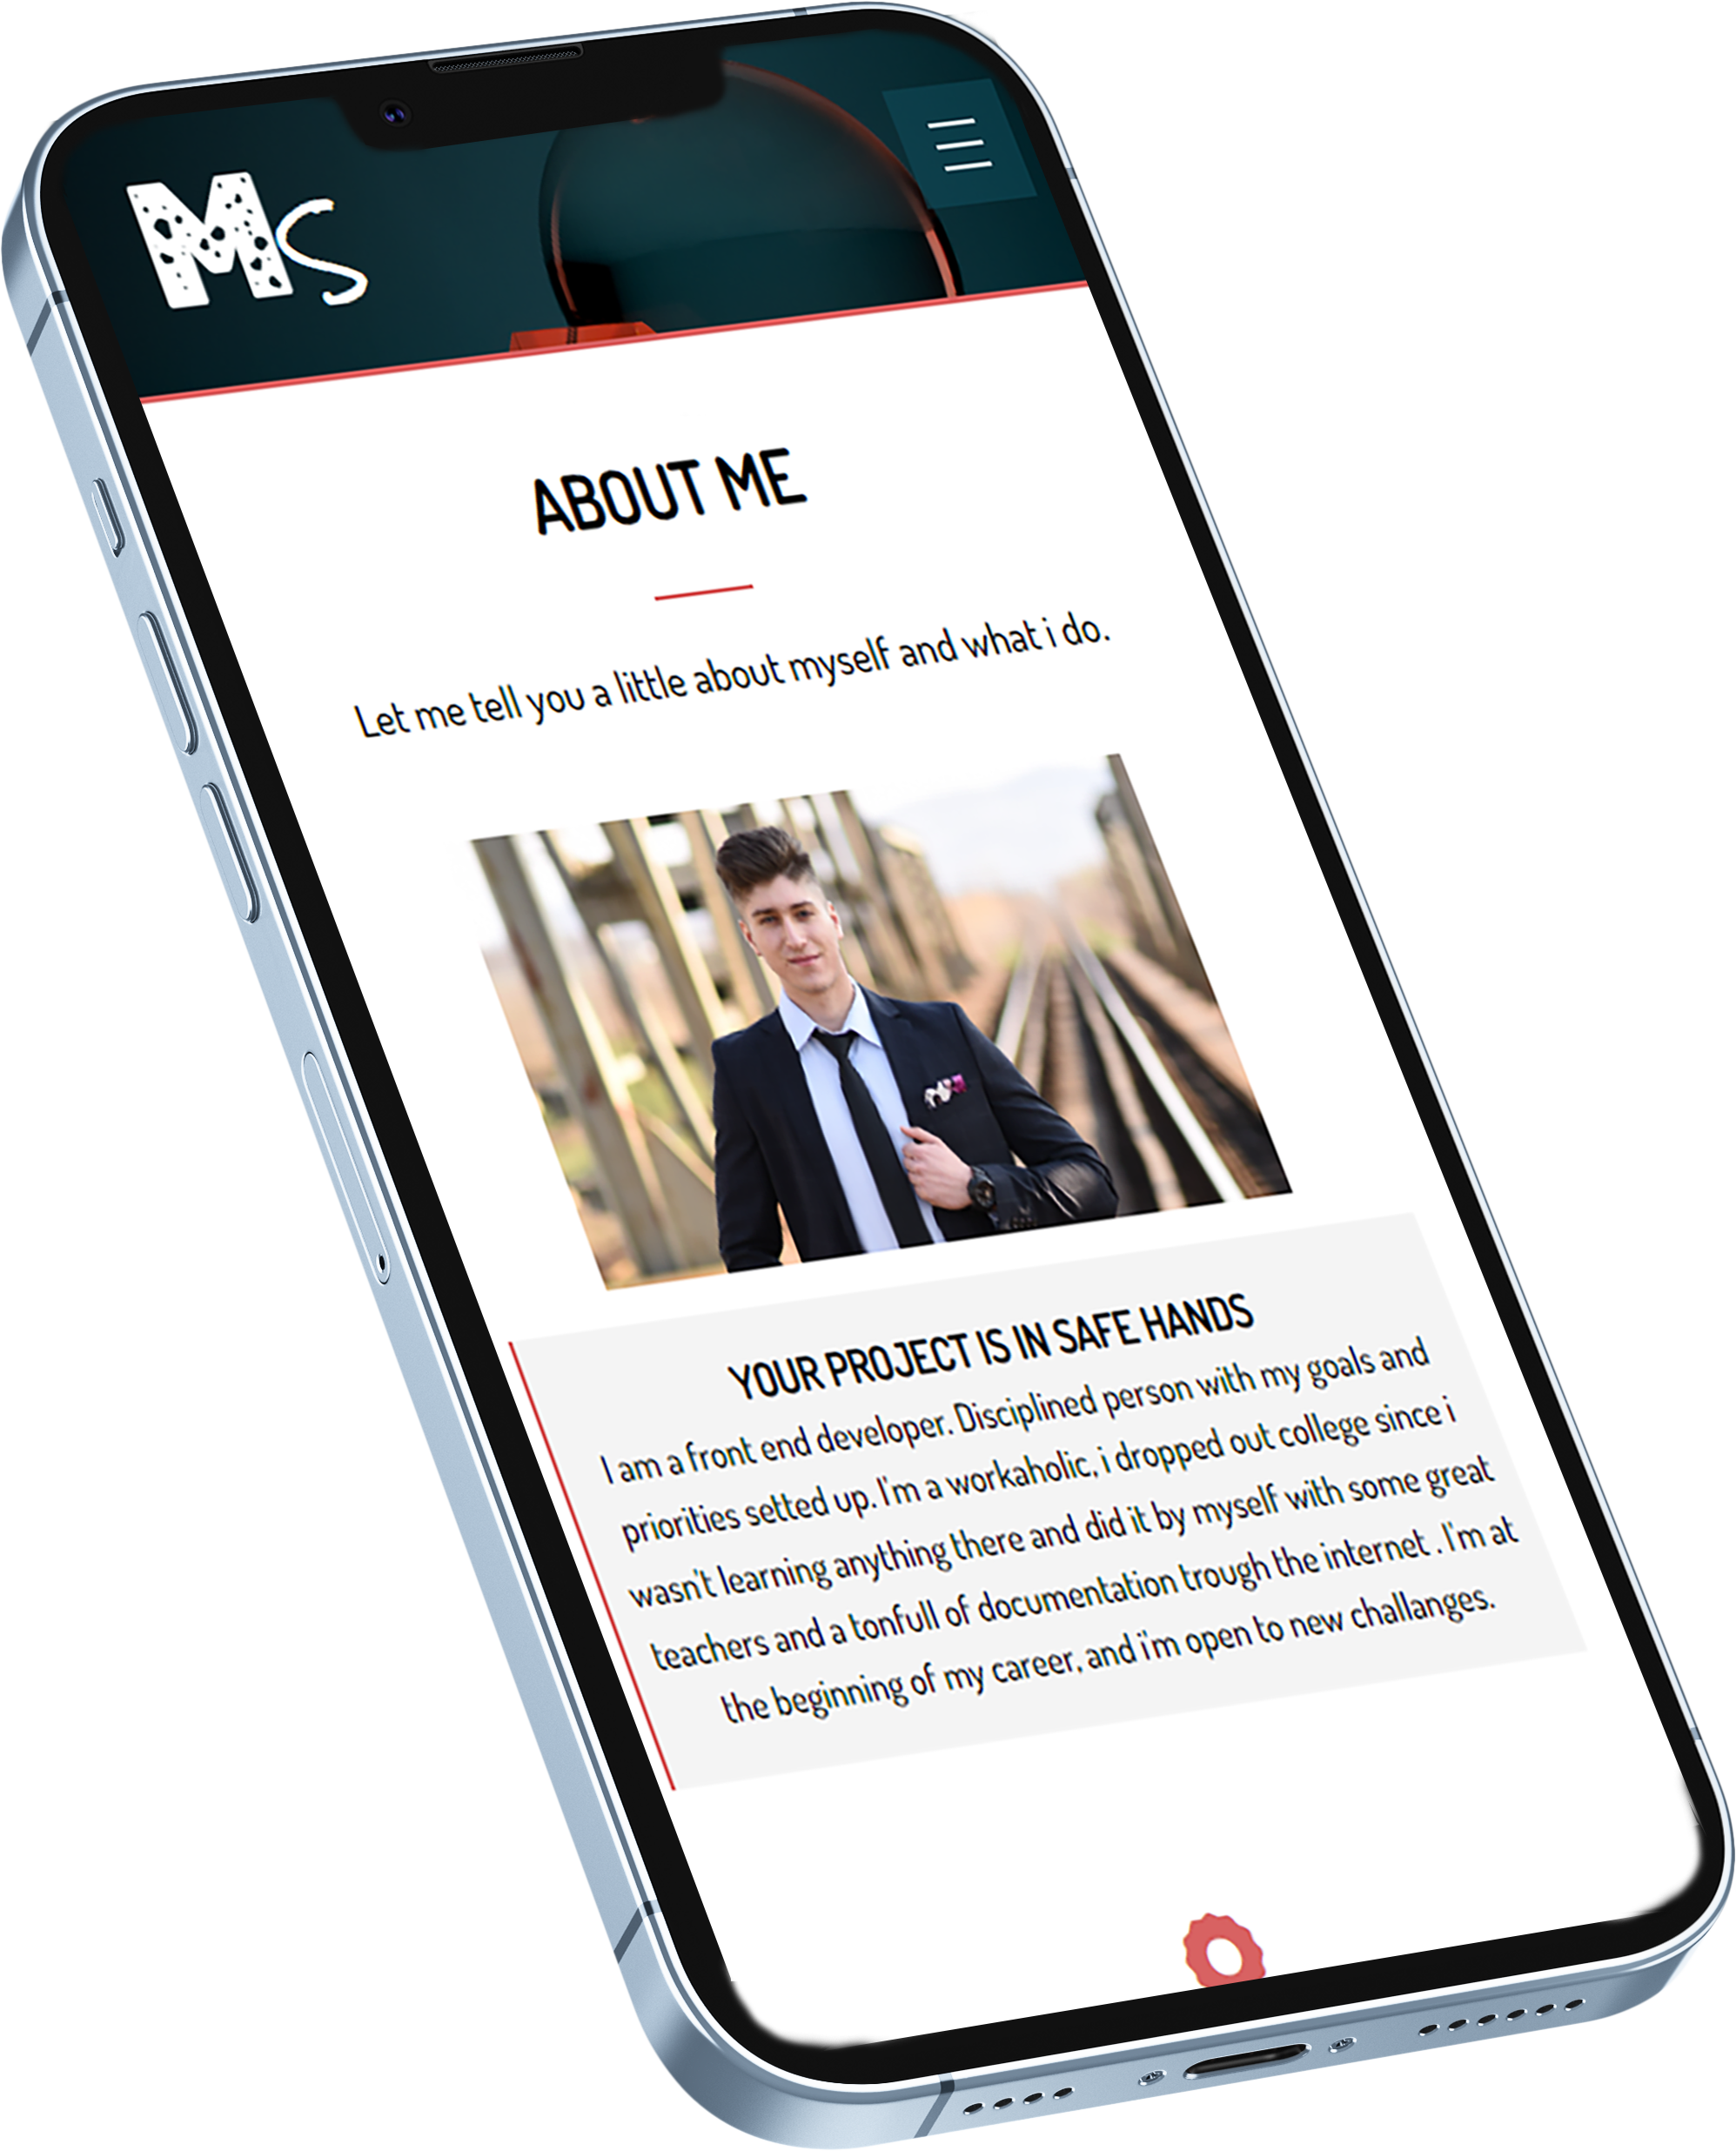 Ms
ABOUT ME
Let me tell you a little about myself and what i do.
YOUR PROJECT IS IN SAFE HANDS
I am a front end developer. Disciplined person with my goals and
priorities setted up. I'm a workaholic, i dropped out college since i
wasn't learning anything there and did it by myself with some great
teachers and a tonfull of documentation trough the internet . I'm at
the beginning of my career, and i'm open to new challanges.